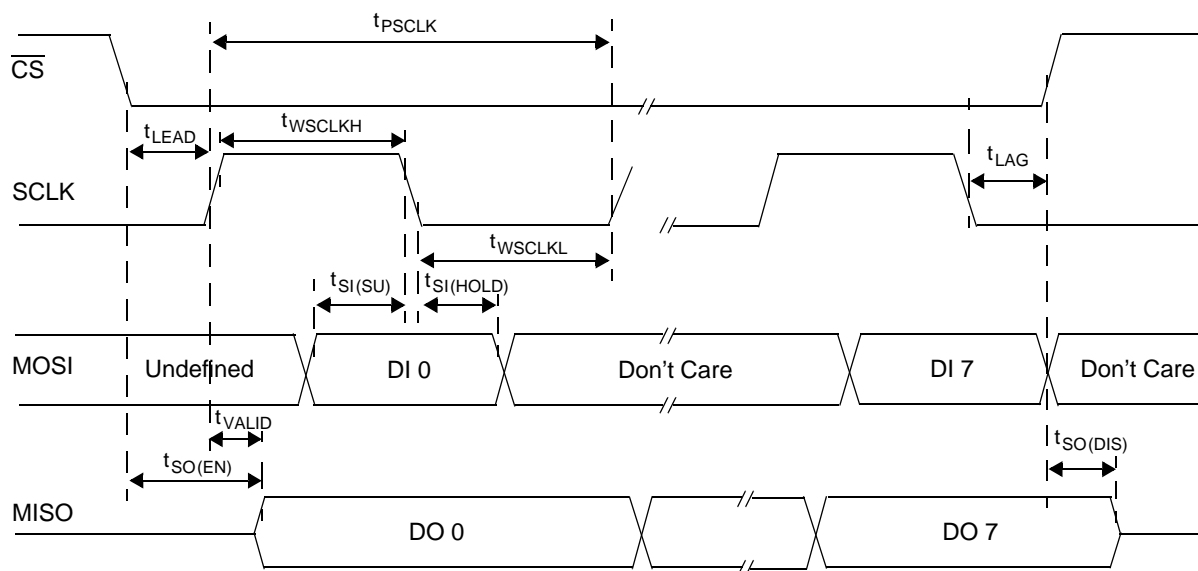 tPSCLK
CS
tLEAD
tWSCLKH
tLAG
SCLK
tWSCLKL
tSI(SU)
tSI(HOLD)
MOSI
Undefined
DI 0
Don't Care
DI 7
Don't Care
tVALID
tSO(EN)
tSO(DIS)
MISO
DO 0
DO 7